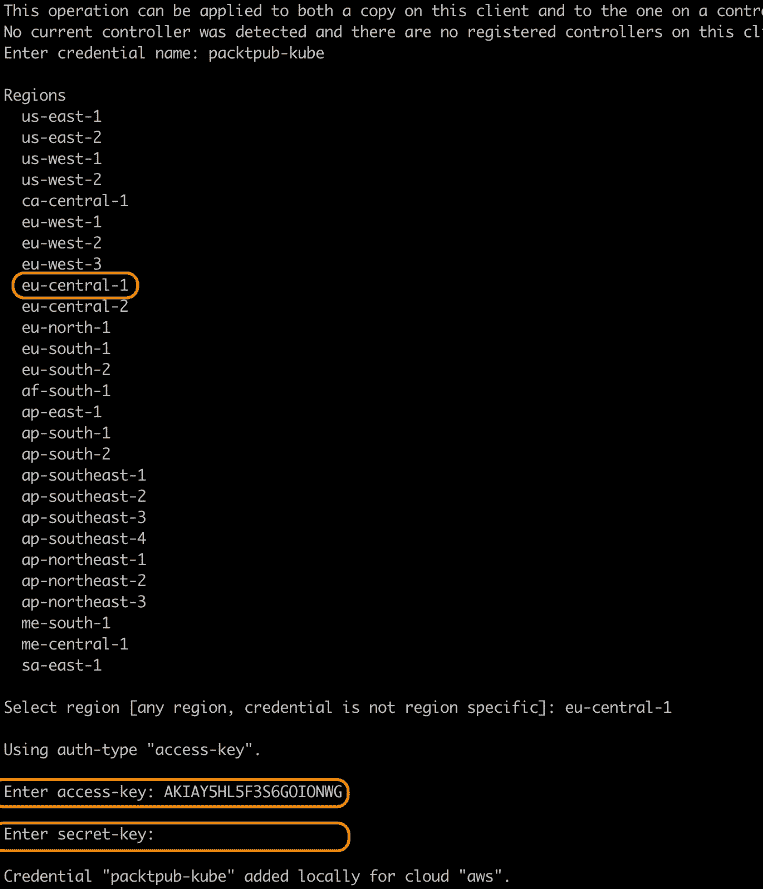 This operation can be applied to both a copy on this client and to the one on a
No current controller was detected and there are no registered controllers on this
Enter credential name: packtpub-kube
Regions
us-east-1
us-east-2
us-west-1
us-west-2
ca-central-1
eu-west-1
eu-west-2
eu-west-3
eu-central-1
eu-central-2
eu-north-1
eu-south-1
eu-south-2
af-south-1
ap-east-1
ap-south-1
ap-south-2
ap-southeast-1
ap-southeast-2
ap-southeast-3
ap-southeast-4
ap-northeast-1
ap-northeast-2
ap-northeast-3
me-south-1
me-central-1
sa-east-1
Select region [any region, credential is not region specific]: eu-central-1
Using auth-type "access-key".
Enter access-key: AKIAY5HL5F3S6GOIONWG
Enter secret-key:
Credential "packtpub-kube" added locally for cloud "aws".